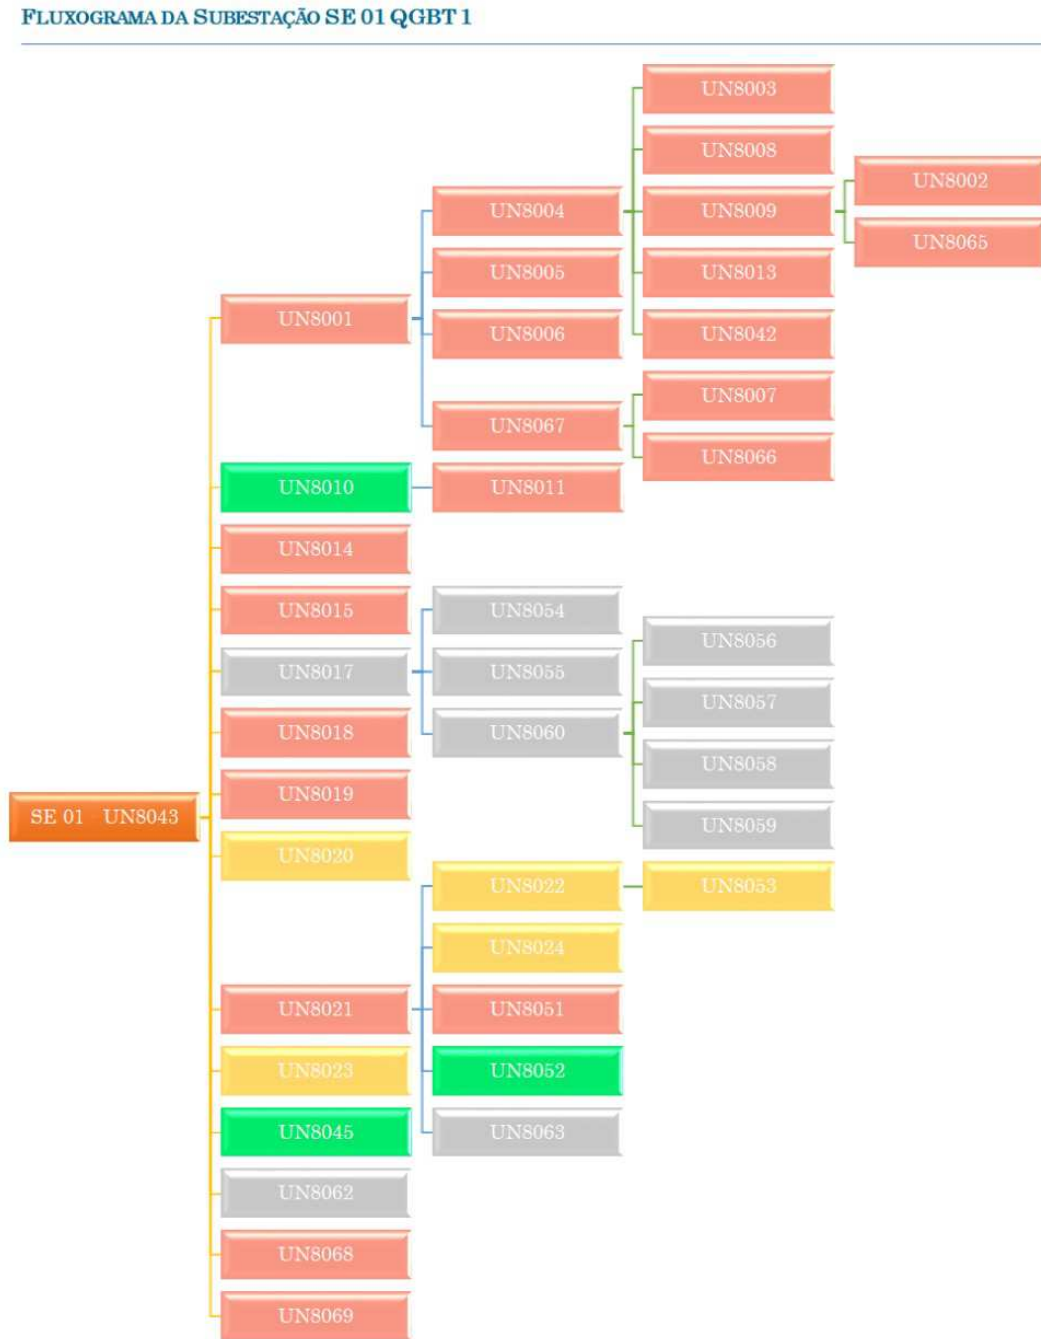 FLUXOGRAMA DA SUBESTAÇÃO SE 01 QGBT 1
UN8003
UN8008
UN8002
UN8004
UN8009
UN8065
UN8005
UN8013
UN8001
UN8006
UN8042
UN8007
UN8067
UN8066
UN8010
UN8011
UN8014
UN8015
UN8054
UN8056
UN8017
UN8055
UN8057
UN8018
UN8060
UN8058
UN8019
SE 01 UN8043
UN8059
UN8020
UN8022
UN8053
UN8024
UN8021
UN8051
UN8023
UN8052
UN8045
UN8063
UN8062
UN8068
UN8069